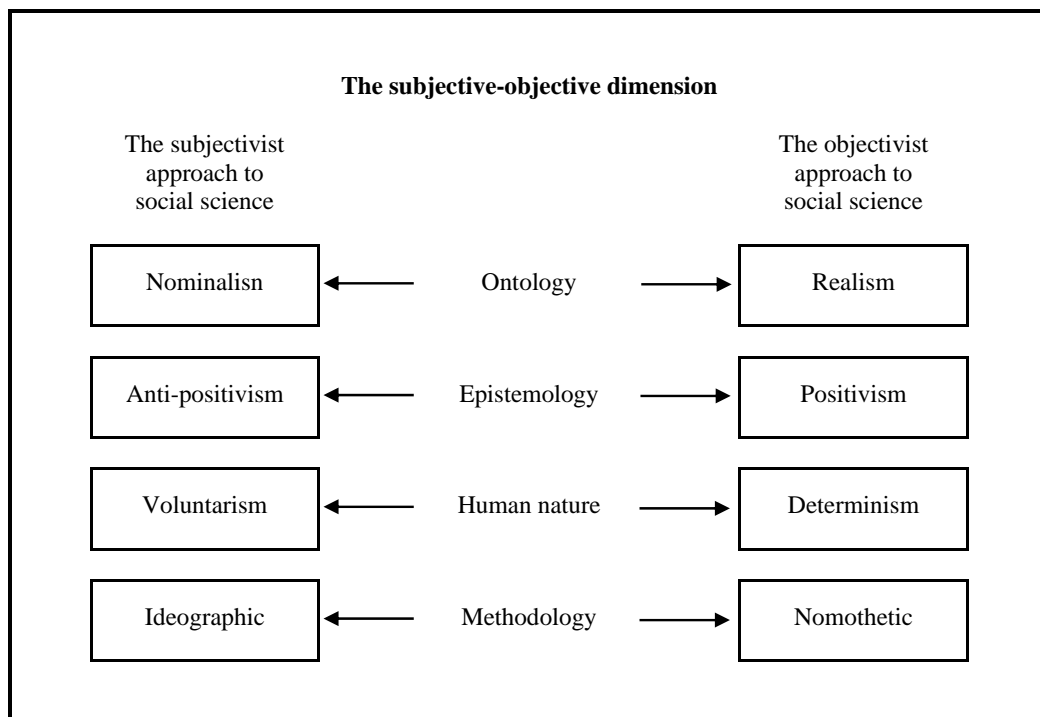 The subjective-objective dimension
The subjectivist
approach to
social science
The objectivist
approach to
social science
Nominalisn
Ontology
Realism
Anti-positivism
Epistemology
Positivism
Voluntarism
Human nature
Determinism
Ideographic
Methodology
Nomothetic